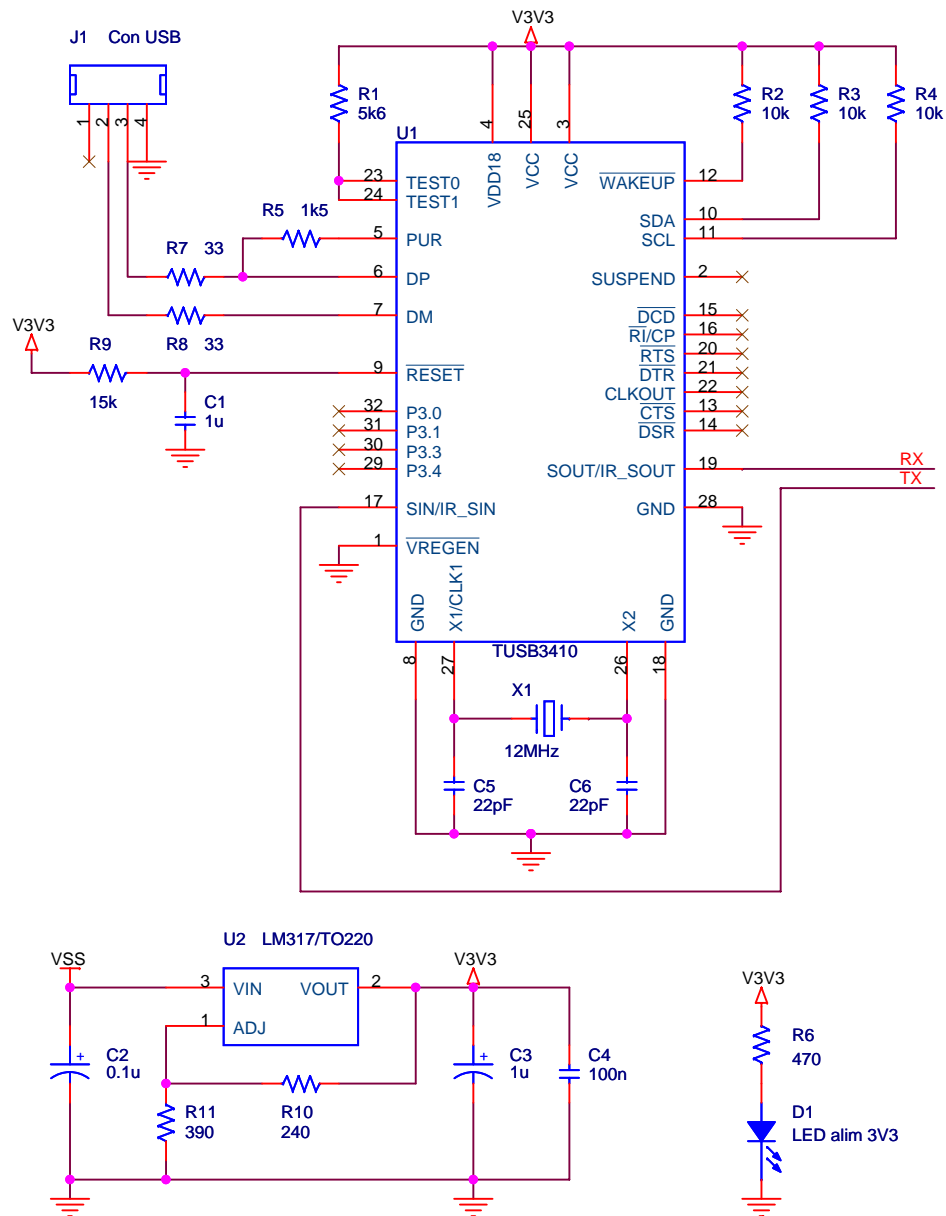 J1 Con USB
1
2
3
4
V3V3
R1
5k6
R2
10k
R3
10k
R4
10k
U1
4
25
3
VDD18
VCC
VCC
23 TEST0
24 TEST1
R5 1k5
5 PUR
R7 33
6 DP
7 DM
R8 33
V3V3
R9
15k
9 RESET
C1
1u
32 P3.0
31 P3.1
30 P3.3
29 P3.4
17 SIN/IR_SIN
1 VREGEN
WAKEUP 12
SDA 10
SCL 11
SUSPEND 2
DCD 15
RI/CP 16
RTS 20
DTR 21
CLKOUT 22
CTS 13
DSR 14
SOUT/IR_SOUT 19
RX
TX
GND 28
GND
X1/CLK1
X2
GND
8
27
26
18
TUSB3410
X1
12MHz
C5
22pF
C6
22pF
U2 LM317/TO220
VSS
3 VIN
VOUT 2
1 ADJ
V3V3
C2
0.1u
R11
390
R10
240
C3
1u
C4
100n
V3V3
R6
470
D1
LED alim 3V3